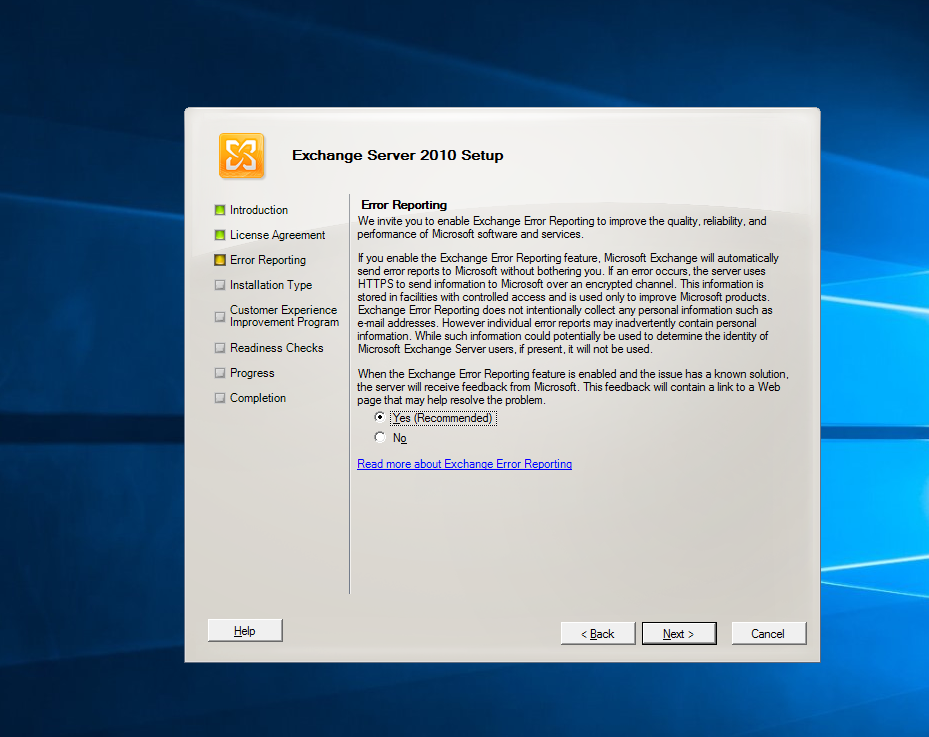 Exchange Server 2010 Setup
Introduction
License Agreement
Error Reporting
Installation Type
Customer Experience
Improvement Program
Readiness Checks
Progress
Completion
Error Reporting
We invite you to enable Exchange Error Reporting to improve the quality, reliability, and
performance of Microsoft software and services.
If you enable the Exchange Error Reporting feature, Microsoft Exchange will automatically
send error reports to Microsoft without bothering you. If an error occurs, the server uses
HTTPS to send information to Microsoft over an encrypted channel. This information is
stored in facilities with controlled access and is used only to improve Microsoft products.
Exchange Error Reporting does not intentionally collect any personal information such as
e-mail addresses. However individual error reports may inadvertently contain personal
information. While such information could potentially be used to determine the identity of
Microsoft Exchange Server users, if present, it will not be used.
When the Exchange Error Reporting feature is enabled and the issue has a known solution,
the server will receive feedback from Microsoft. This feedback will contain a link to a Web
page that may help resolve the problem.
Yes (Recommended)
No
Read more about Exchange Error Reporting
Help
< Back
Next >
Cancel